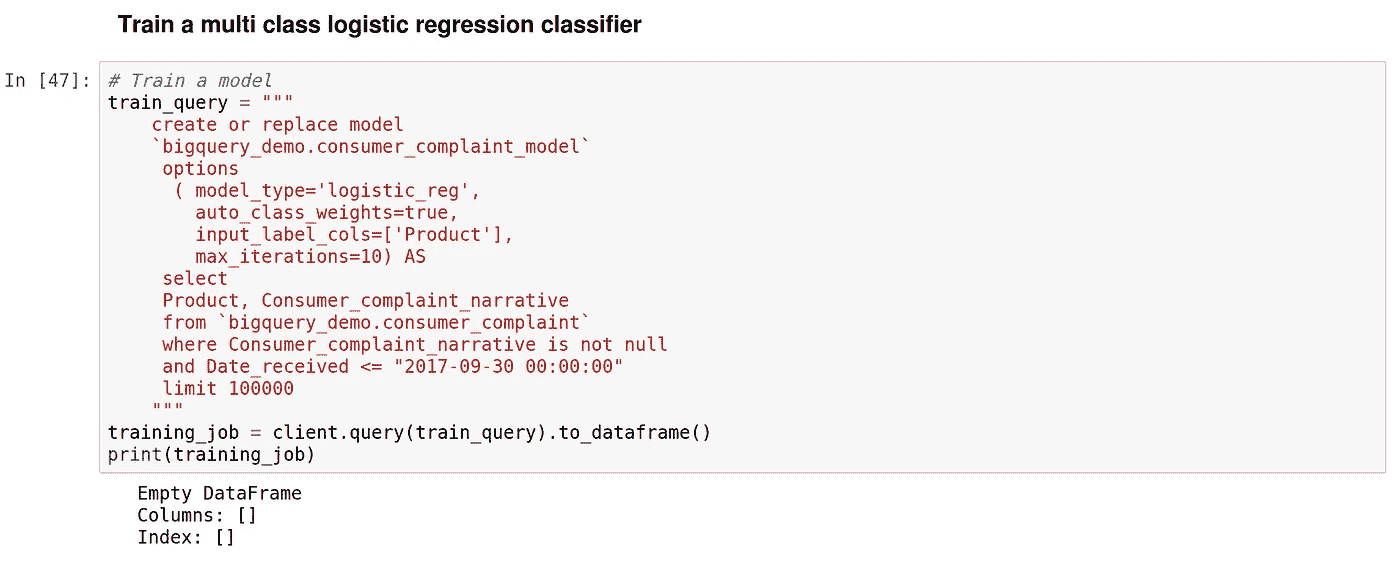 Train a multi class logistic regression classifier
In [47]: # Train a model
train_query = """
    create or replace model
    `bigquery_demo.consumer_complaint_model`
     options
      ( model_type='logistic_reg',
        auto_class_weights=true,
        input_label_cols=['Product'],
        max_iterations=10) AS
     select
     Product, Consumer_complaint_narrative
     from `bigquery_demo.consumer_complaint`
     where Consumer_complaint_narrative is not null
     and Date_received <= "2017-09-30 00:00:00"
     limit 100000
    """
training_job = client.query(train_query).to_dataframe()
print(training_job)
Empty DataFrame
Columns: []
Index: []